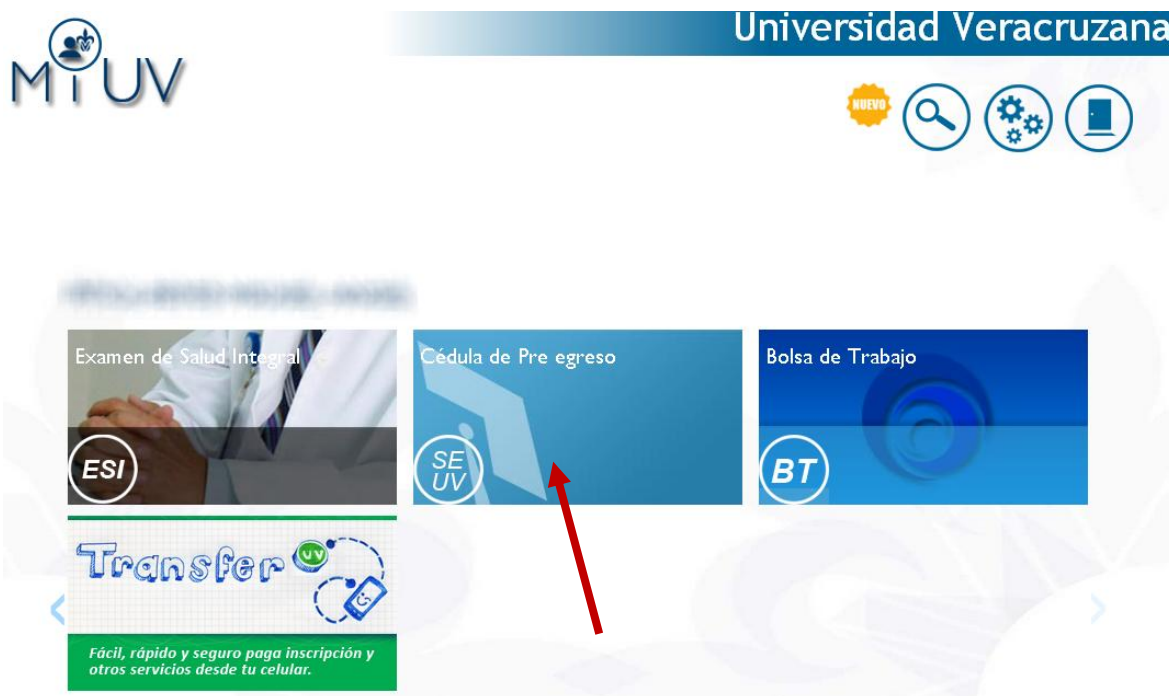 Universidad Veracruzana
MiUV
NUEVO
Examen de Salud Integral
ESI
Cédula de Pre egreso
SE
UV
Bolsa de Trabajo
BT
Transfer UV
Fácil, rápido y seguro paga inscripción y
otros servicios desde tu celular.